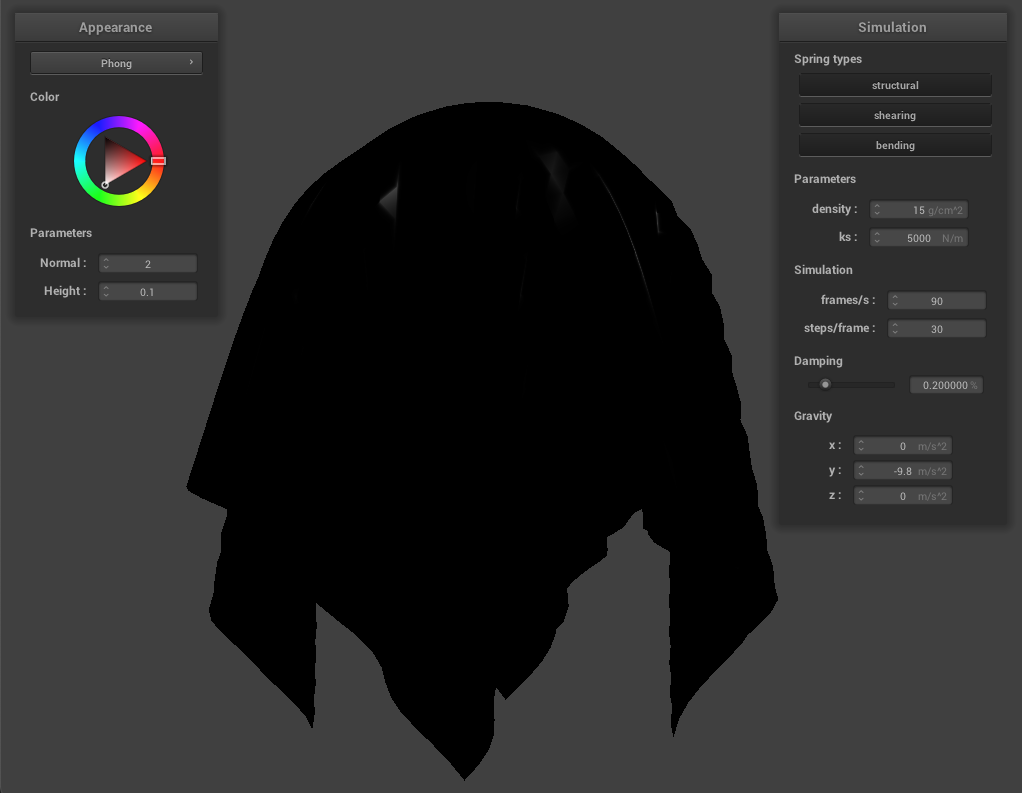 Appearance
Phong
Color
Parameters
Normal : 2
Height : 0.1
Simulation
Spring types
structural
shearing
bending
Parameters
density : 15 g/cm^2
ks : 5000 N/m
Simulation
frames/s : 90
steps/frame : 30
Damping
0.200000 %
Gravity
x : 0 m/s^2
y : -9.8 m/s^2
z : 0 m/s^2